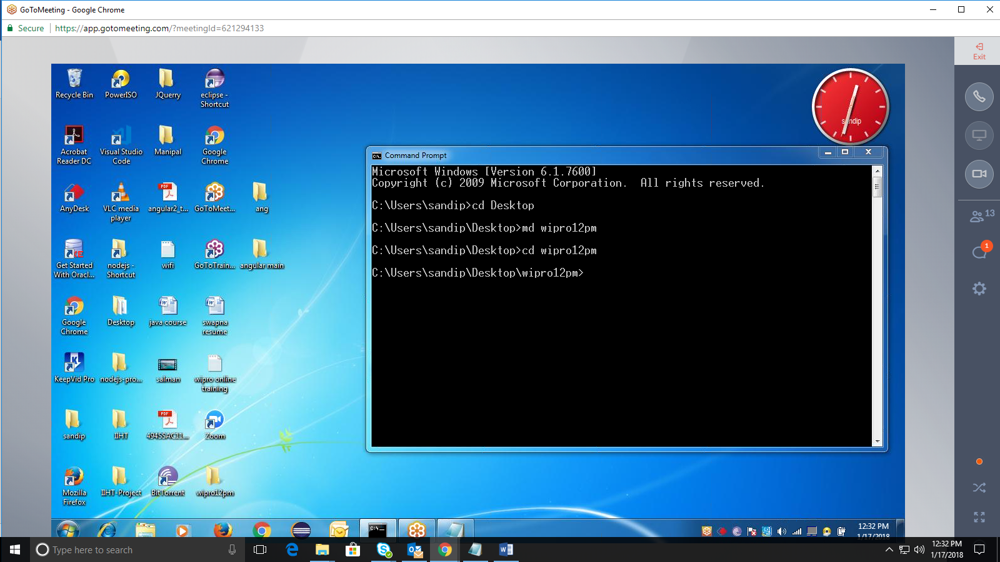 GoToMeeting - Google Chrome
Secure
https://app.gotomeeting.com/?meetingId=621294133
Exit
13
1
Recycle Bin
PowerISO
JQuerry
eclipse -
Shortcut
sandip
Acrobat
Reader DC
Visual Studio
Code
Manipal
Google
Chrome
AnyDesk
VLC media
player
angular2_t...
GoToMeet...
ang
Get Started
With Oracl...
nodejs -
Shortcut
wifi
GoToTrain...
angular main
Google
Chrome
Desktop
java course
swapna
resume
KeepVid Pro
nodejs-pro...
salman
wipro online
training
sandip
IIHT
494SSAG11...
Zoom
Mozilla
Firefox
IIHT-Project
BitTorrent
wipro12pm
Command Prompt
Microsoft Windows [Version 6.1.7600]
Copyright (c) 2009 Microsoft Corporation.  All rights reserved.
C:\Users\sandip>cd Desktop
C:\Users\sandip\Desktop>md wipro12pm
C:\Users\sandip\Desktop>cd wipro12pm
C:\Users\sandip\Desktop\wipro12pm>
12:32 PM
1/17/2018
Type here to search
12:32 PM
1/17/2018